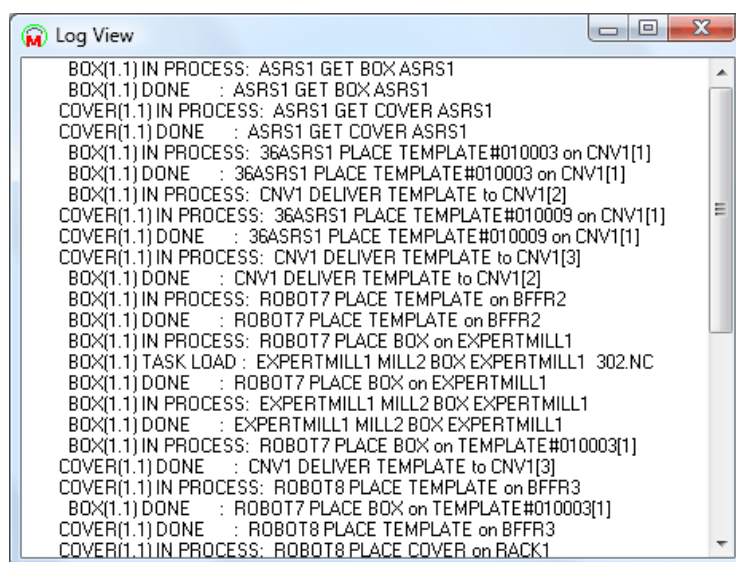 Log View
BOX(1.1) IN PROCESS: ASRS1 GET BOX ASRS1
BOX(1.1) DONE : ASRS1 GET BOX ASRS1
COVER(1.1) IN PROCESS: ASRS1 GET COVER ASRS1
COVER(1.1) DONE : ASRS1 GET COVER ASRS1
BOX(1.1) IN PROCESS: 36ASRS1 PLACE TEMPLATE#010003 on CNV1[1]
BOX(1.1) DONE : 36ASRS1 PLACE TEMPLATE#010003 on CNV1[1]
BOX(1.1) IN PROCESS: CNV1 DELIVER TEMPLATE to CNV1[2]
COVER(1.1) IN PROCESS: 36ASRS1 PLACE TEMPLATE#010009 on CNV1[1]
COVER(1.1) DONE : 36ASRS1 PLACE TEMPLATE#010009 on CNV1[1]
COVER(1.1) IN PROCESS: CNV1 DELIVER TEMPLATE to CNV1[3]
BOX(1.1) DONE : CNV1 DELIVER TEMPLATE to CNV1[2]
BOX(1.1) IN PROCESS: ROBOT7 PLACE TEMPLATE on BFFR2
BOX(1.1) DONE : ROBOT7 PLACE TEMPLATE on BFFR2
BOX(1.1) IN PROCESS: ROBOT7 PLACE BOX on EXPERTMILL1
BOX(1.1) TASK LOAD : EXPERTMILL1 MILL2 BOX EXPERTMILL1 302.NC
BOX(1.1) DONE : ROBOT7 PLACE BOX on EXPERTMILL1
BOX(1.1) IN PROCESS: EXPERTMILL1 MILL2 BOX EXPERTMILL1
BOX(1.1) DONE : EXPERTMILL1 MILL2 BOX EXPERTMILL1
BOX(1.1) IN PROCESS: ROBOT7 PLACE BOX on TEMPLATE#010003[1]
COVER(1.1) DONE : CNV1 DELIVER TEMPLATE to CNV1[3]
COVER(1.1) IN PROCESS: ROBOT8 PLACE TEMPLATE on BFFR3
BOX(1.1) DONE : ROBOT7 PLACE BOX on TEMPLATE#010003[1]
COVER(1.1) DONE : ROBOT8 PLACE TEMPLATE on BFFR3
COVER(1.1) IN PROCESS: ROBOT8 PLACE COVER on RACK1